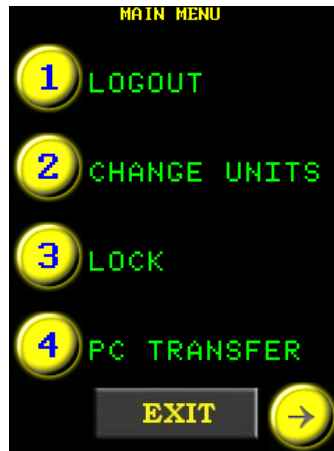 MAIN MENU
1 LOGOUT
2 CHANGE UNITS
3 LOCK
4 PC TRANSFER
EXIT →